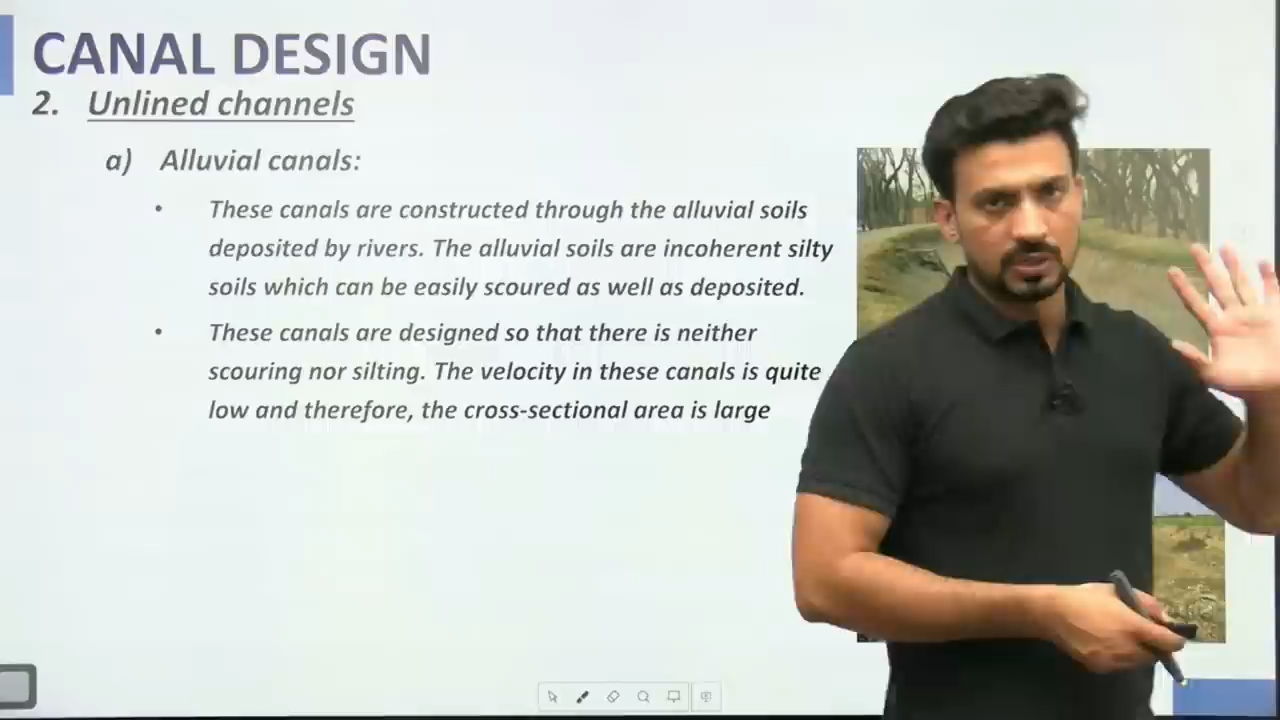 CANAL DESIGN
2. Unlined channels
a) Alluvial canals:
• These canals are constructed through the alluvial soils
deposited by rivers. The alluvial soils are incoherent silty
soils which can be easily scoured as well as deposited.
• These canals are designed so that there is neither
scouring nor silting. The velocity in these canals is quite
low and therefore, the cross-sectional area is large